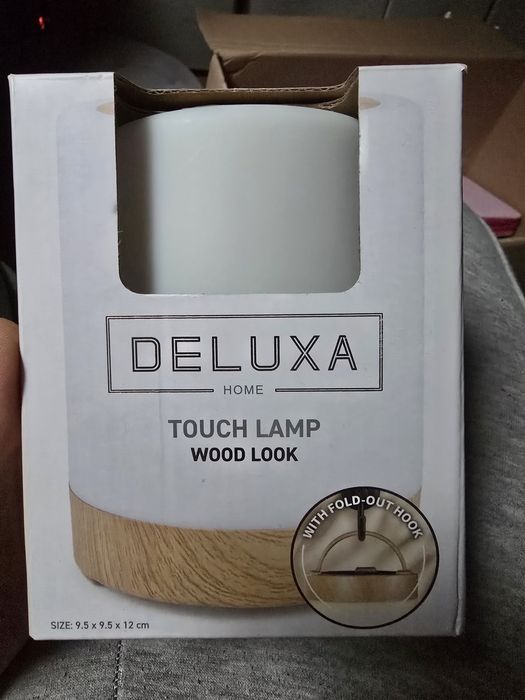 DELUXA
HOME
TOUCH LAMP
WOOD LOOK
WITH FOLD-OUT HOOK
SIZE: 9.5 x 9.5 x 12 cm